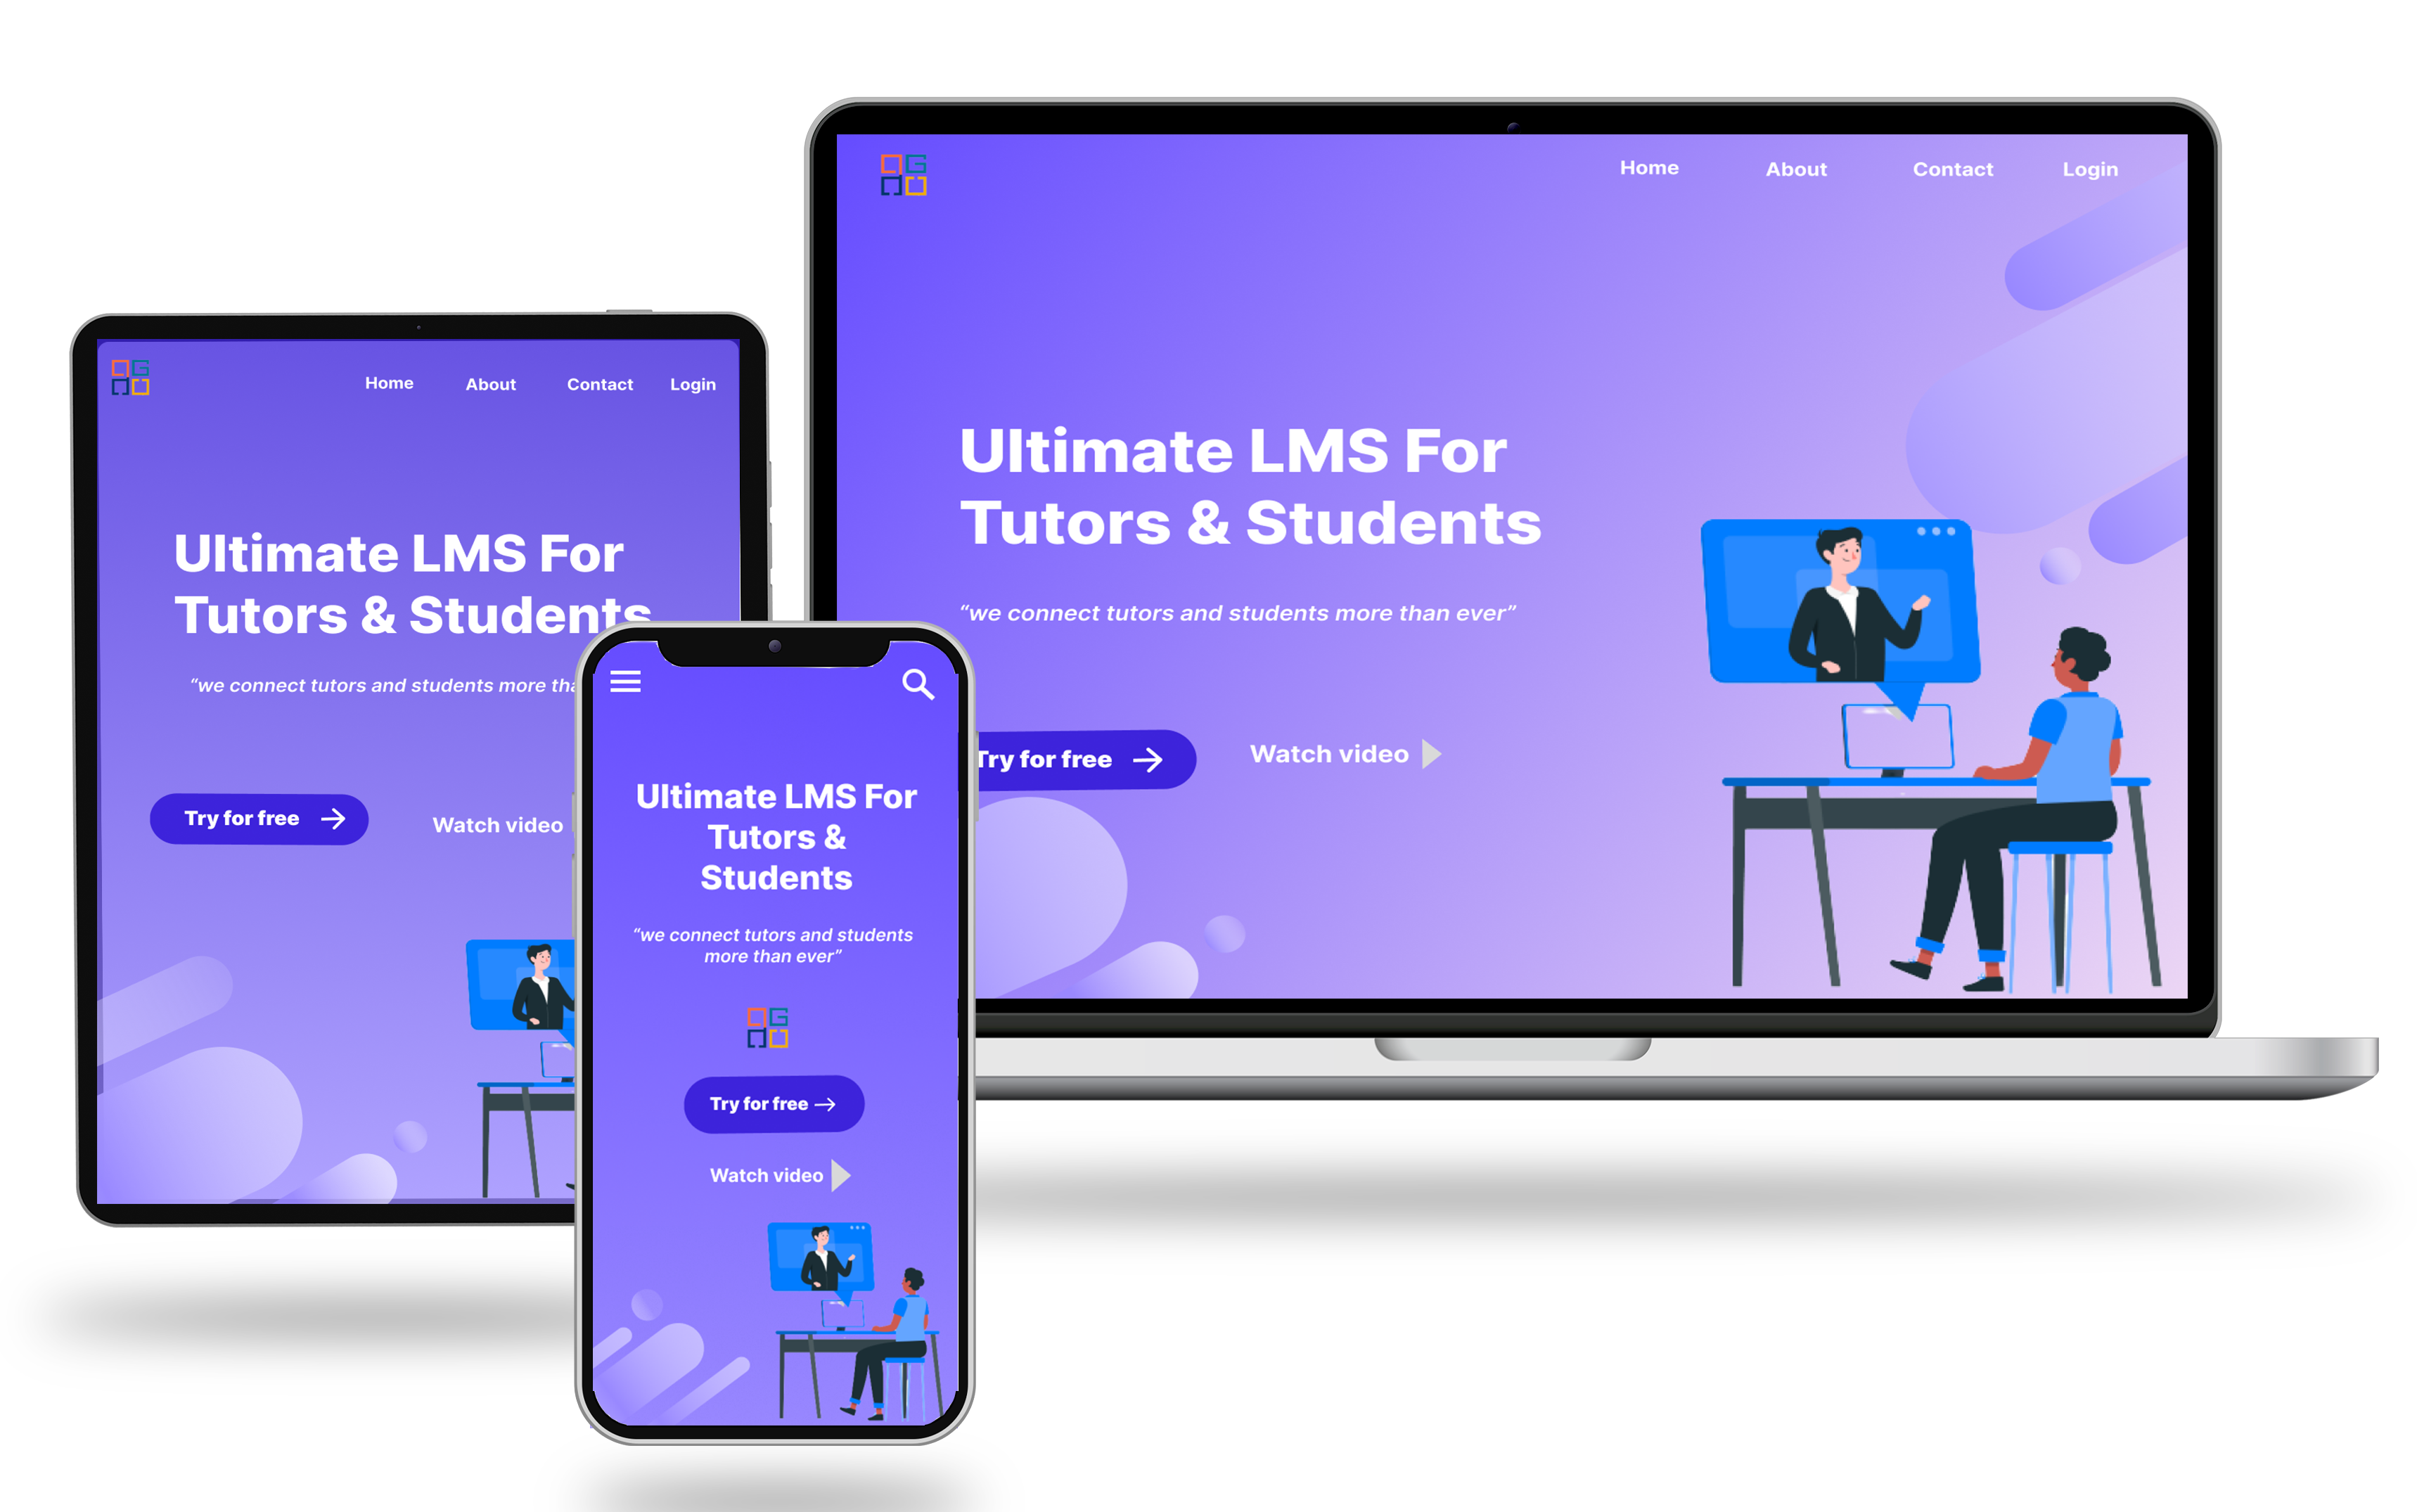 Home About Contact Login
Ultimate LMS For
Tutors & Students
“we connect tutors and students more than ever”
Try for free
Watch video
Home About Contact Login
Ultimate LMS For
Tutors & Students
“we connect tutors and students more tha
Try for free
Watch video
Ultimate LMS For
Tutors &
Students
“we connect tutors and students
more than ever”
Try for free
Watch video